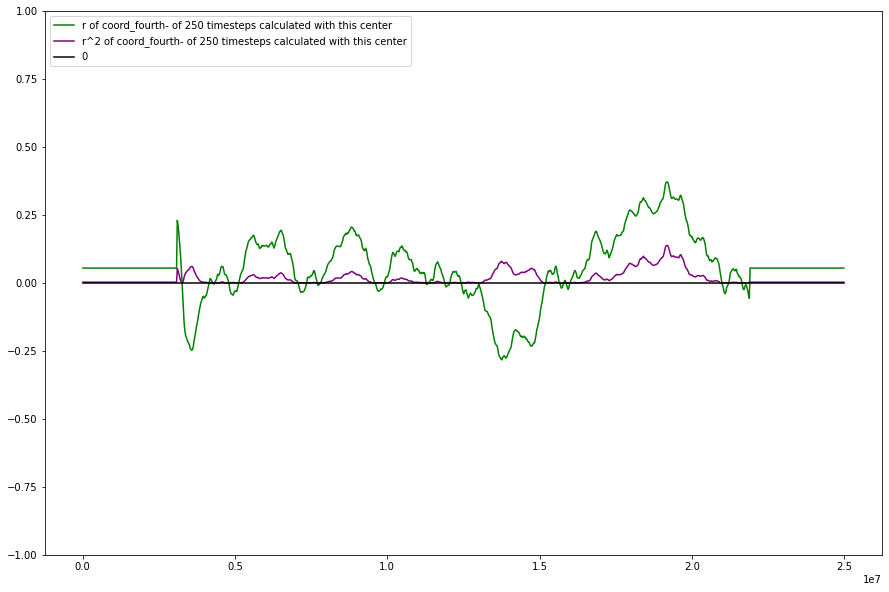 r of coord_fourth- of 250 timesteps calculated with this center
r^2 of coord_fourth- of 250 timesteps calculated with this center
0
1.00
0.75
0.50
0.25
0.00
−0.25
−0.50
−0.75
−1.00
0.0 0.5 1.0 1.5 2.0 2.5
1e7